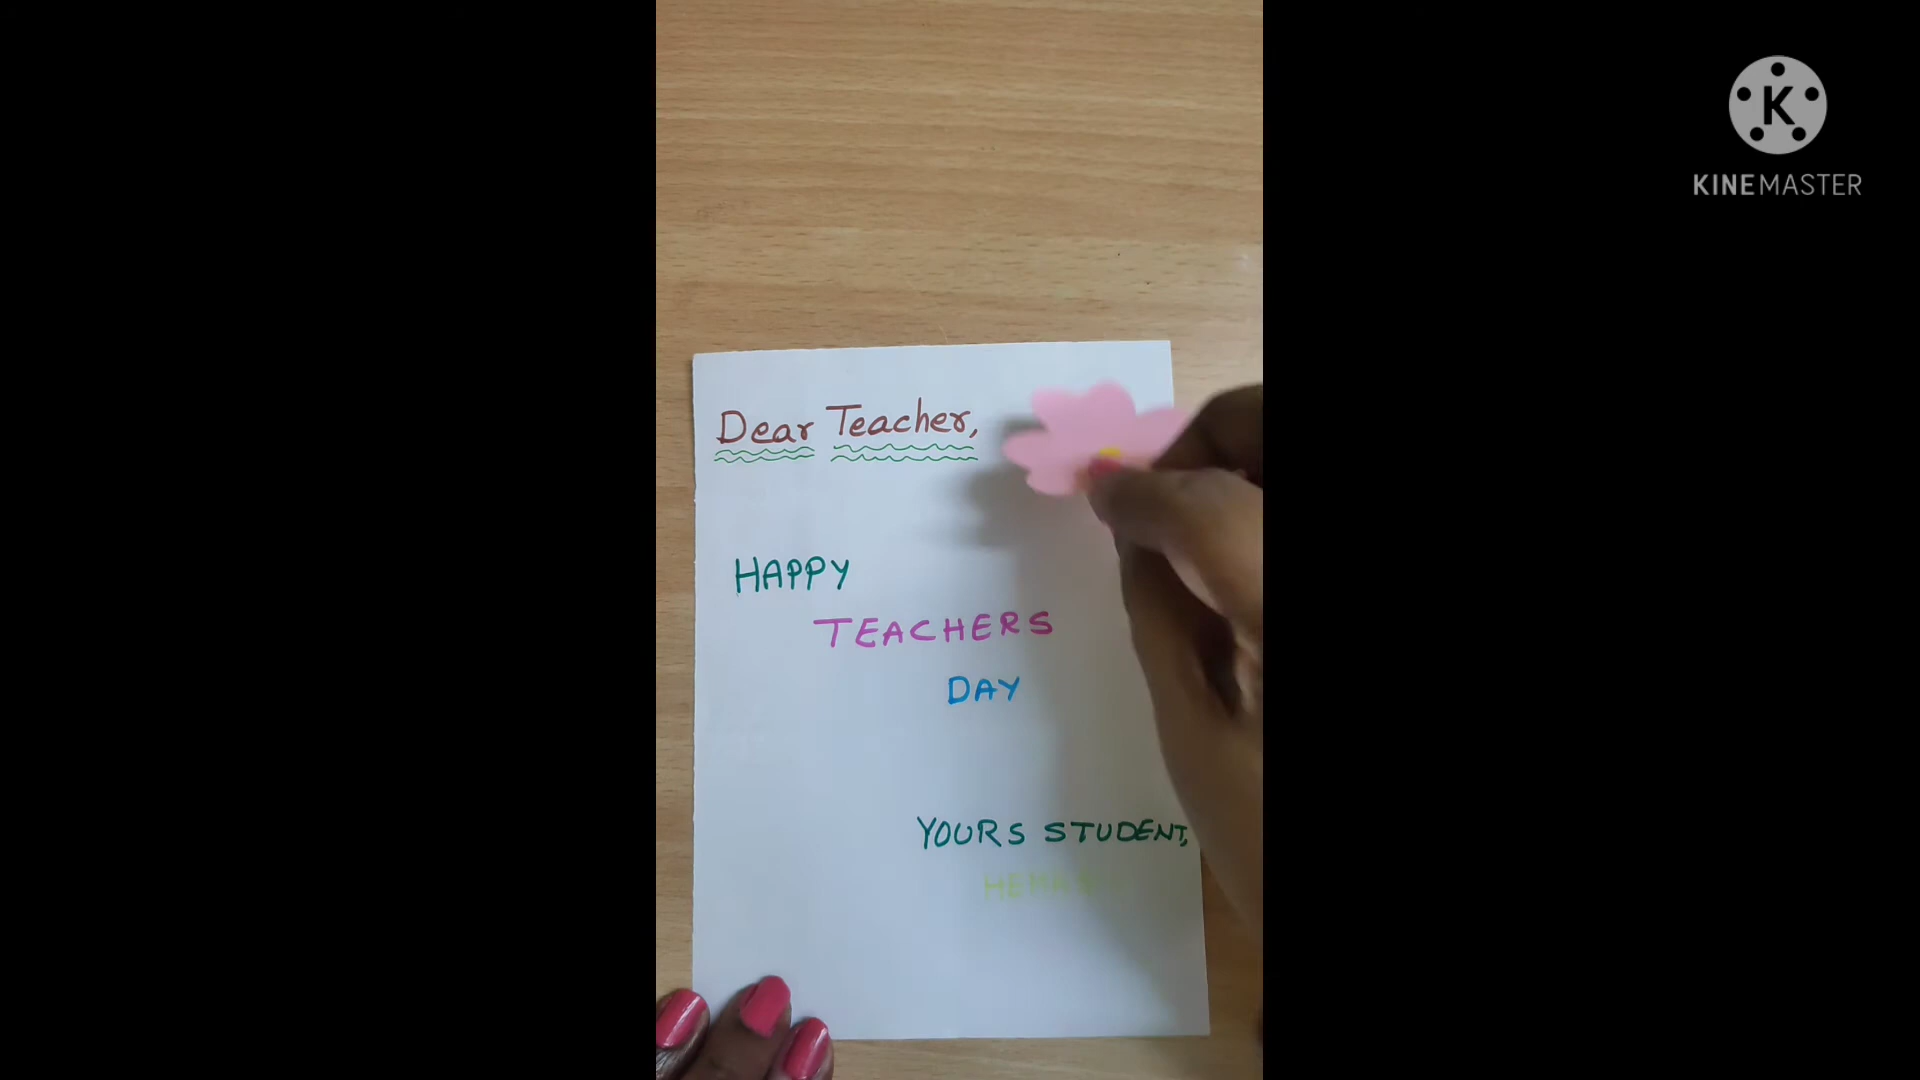 Dear Teacher,
HAPPY
TEACHERS
DAY
YOURS STUDENT,
K
KINEMASTER